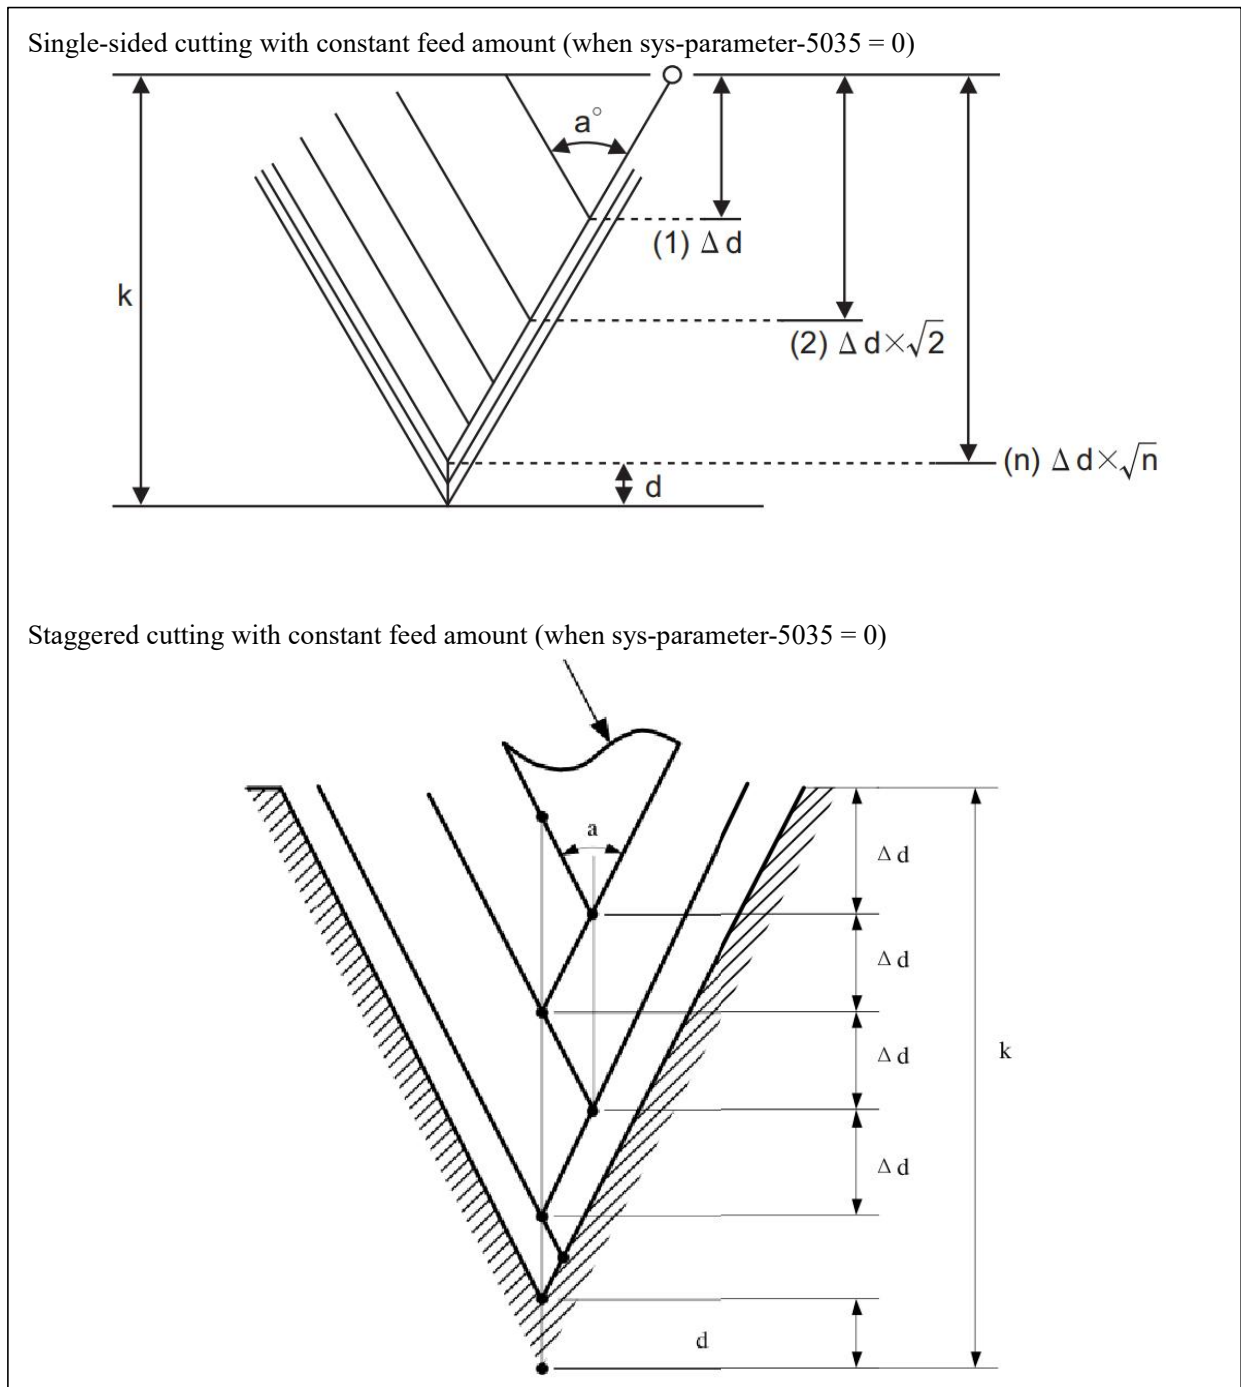 Single-sided cutting with constant feed amount (when sys-parameter-5035 = 0)
a°
(1) Δ d
k
(2) Δ d×√2
(n) Δ d×√n
d
Staggered cutting with constant feed amount (when sys-parameter-5035 = 0)
a
Δ d
Δ d
Δ d
k
Δ d
d